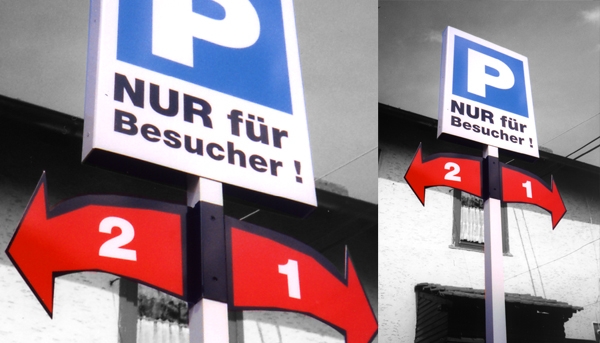 P
NUR für
Besucher !
2 1
P
NUR für
Besucher !
2 1